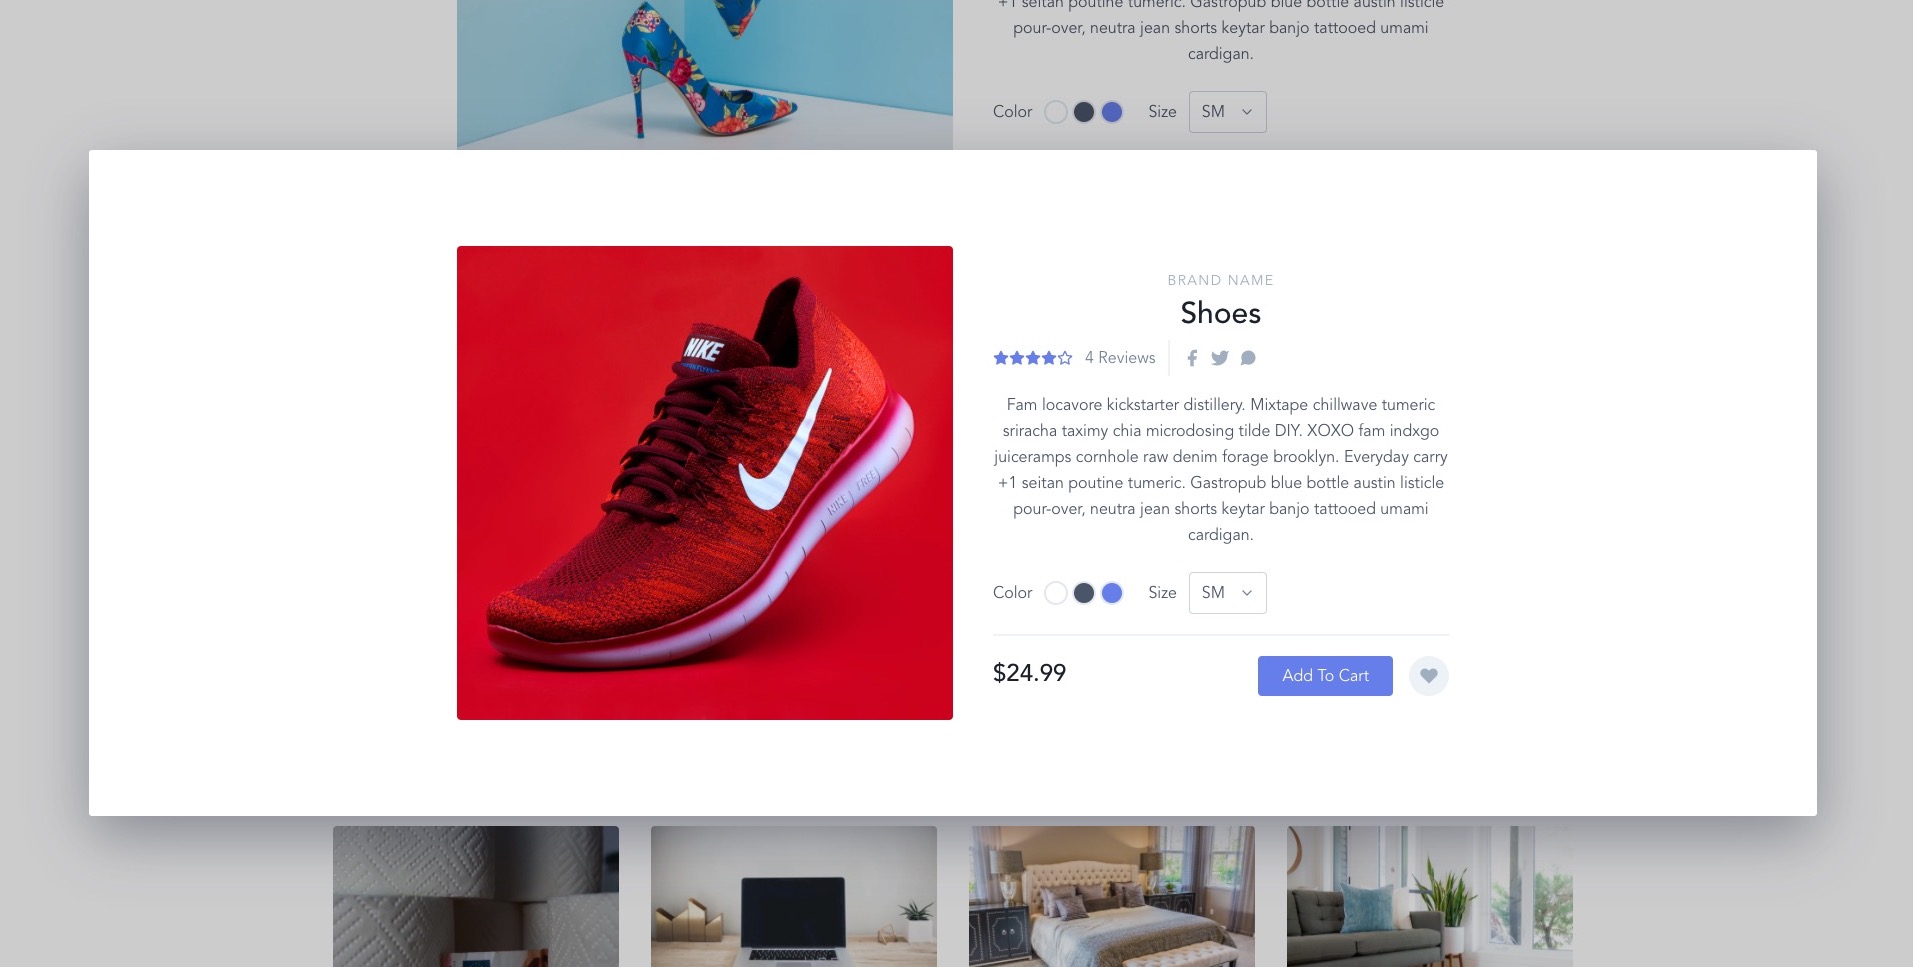 +1 seitan poutine tumeric. Gastropub blue bottle austin listicle
pour-over, neutra jean shorts keytar banjo tattooed umami
cardigan.
Color Size SM
BRAND NAME
Shoes
4 Reviews
Fam locavore kickstarter distillery. Mixtape chillwave tumeric
sriracha taximy chia microdosing tilde DIY. XOXO fam indxgo
juiceramps cornhole raw denim forage brooklyn. Everyday carry
+1 seitan poutine tumeric. Gastropub blue bottle austin listicle
pour-over, neutra jean shorts keytar banjo tattooed umami
cardigan.
Color Size SM
$24.99
Add To Cart
NIKE
NIKE FREE